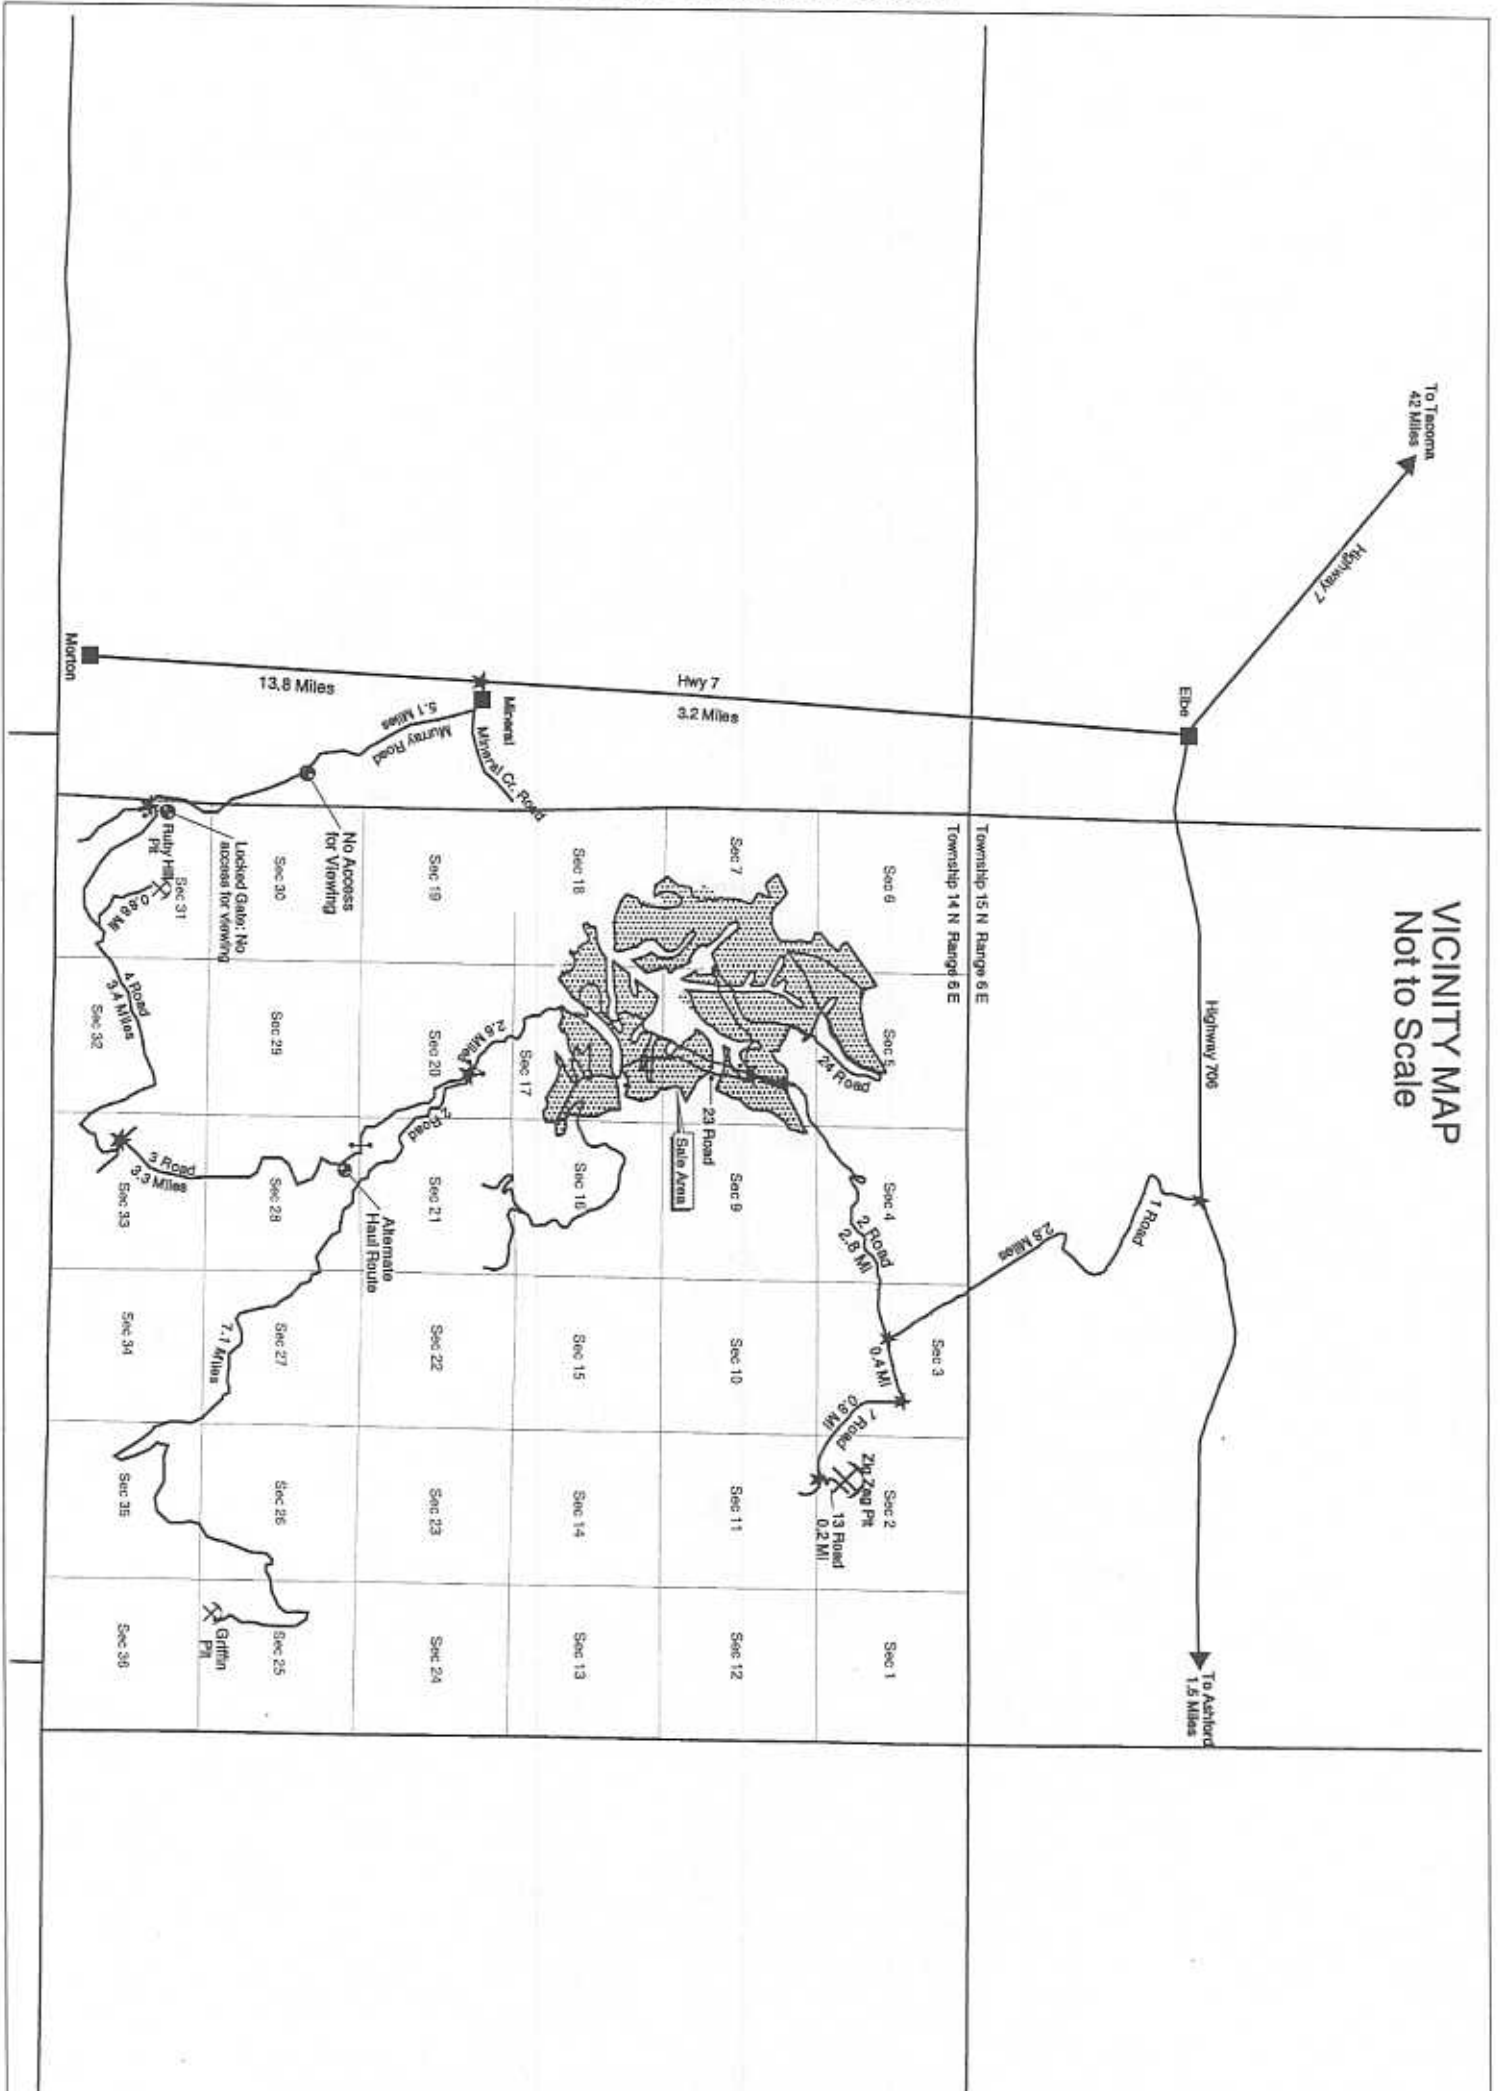 VICINITY MAP
Not to Scale
To Tacoma
42 Miles
Highway 7
Elbe
Highway 706
To Ashford
1.5 Miles
1 Road
2.8 Miles
Hwy 7
3.2 Miles
Township 15 N Range 6 E
Township 14 N Range 6 E
Sec 6
Sec 5
Sec 4
Sec 3
Sec 2
Sec 1
24 Road
2 Road
2.8 MI
0.4 MI
1 Road
0.8 MI
Zig Zag Pit
13 Road
0.2 MI
Sec 7
23 Road
Sale Area
Sec 9
Sec 10
Sec 11
Sec 12
Sec 18
Sec 17
Sec 16
Sec 15
Sec 14
Sec 13
Mineral
Mineral Cr. Road
13.8 Miles
Murray Road
5.1 Miles
Morton
Sec 19
Sec 20
2.6 Miles
2 Road
Sec 21
Sec 22
Sec 23
Sec 24
No Access
for Viewing
Alternate
Haul Route
Sec 30
Sec 29
Sec 28
Sec 27
Sec 26
Sec 25
Locked Gate: No
access for viewing
Ruby Hill
Pit
Sec 31
4 Road
3.4 Miles
Sec 32
3 Road
3.3 Miles
Sec 33
7.1 Miles
Sec 34
Sec 35
Griffin
Pit
Sec 36